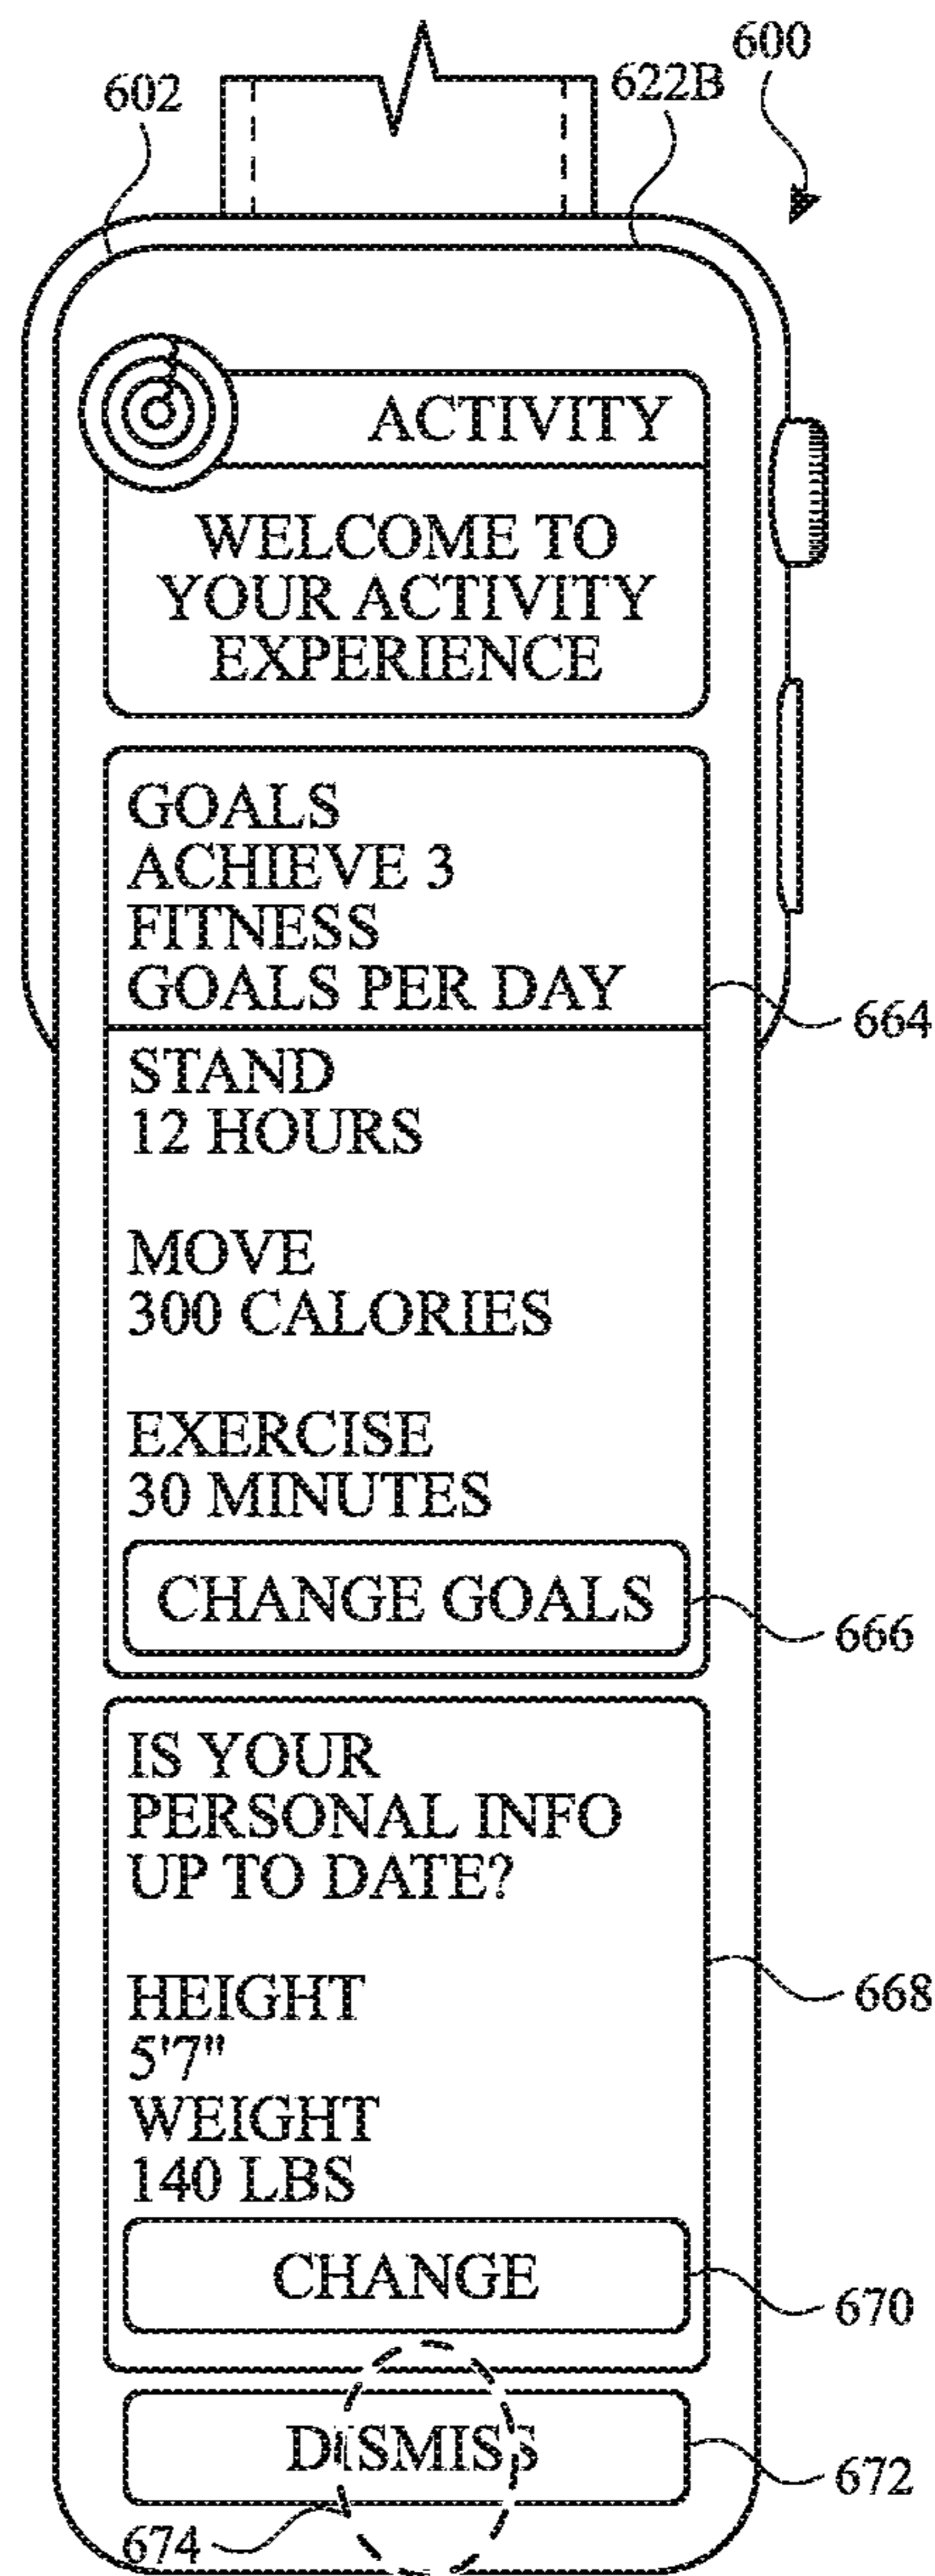 600
602
622B
ACTIVITY
WELCOME TO
YOUR ACTIVITY
EXPERIENCE
GOALS
ACHIEVE 3
FITNESS
GOALS PER DAY
664
STAND
12 HOURS
MOVE
300 CALORIES
EXERCISE
30 MINUTES
CHANGE GOALS
666
IS YOUR
PERSONAL INFO
UP TO DATE?
668
HEIGHT
5'7"
WEIGHT
140 LBS
CHANGE
670
DISMISS
672
674